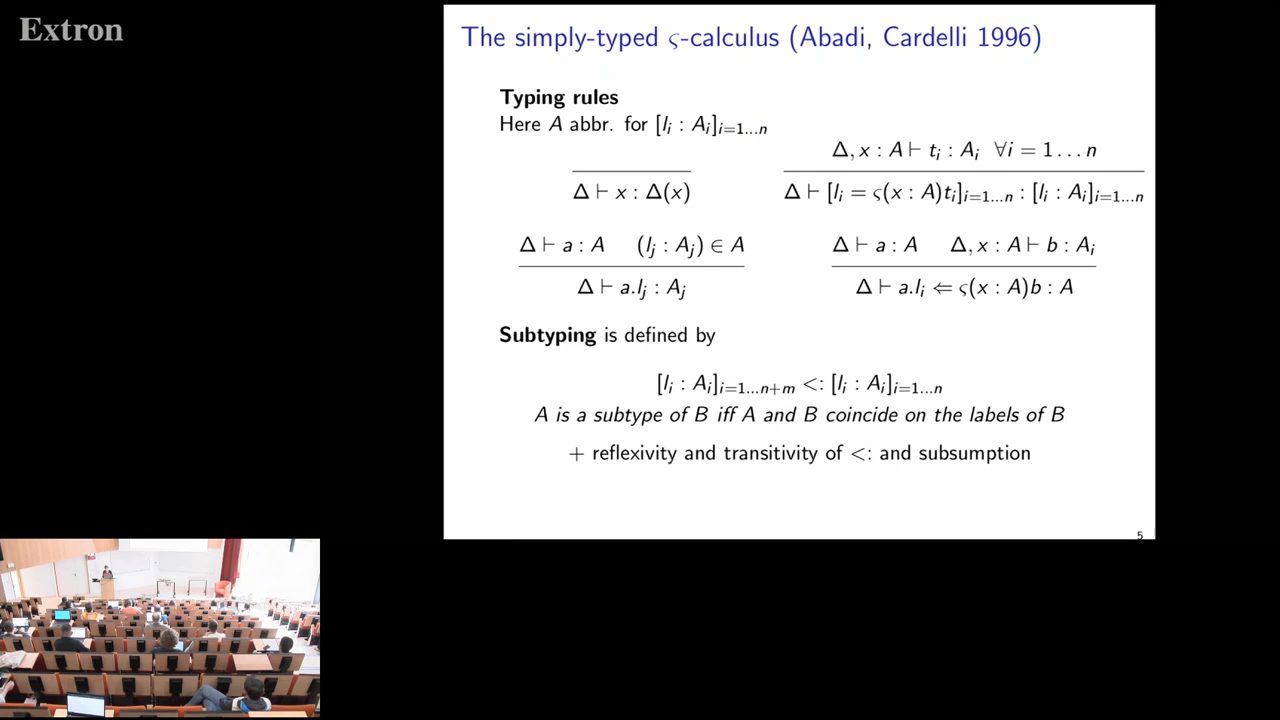 Extron
The simply-typed ς-calculus (Abadi, Cardelli 1996)
Typing rules
Here A abbr. for [l_i : A_i]_{i=1...n}
Δ ⊢ x : Δ(x)
Δ, x : A ⊢ t_i : A_i ∀i = 1 . . . n
Δ ⊢ [l_i = ς(x : A)t_i]_{i=1...n} : [l_i : A_i]_{i=1...n}
Δ ⊢ a : A (l_j : A_j) ∈ A
Δ ⊢ a.l_j : A_j
Δ ⊢ a : A Δ, x : A ⊢ b : A_i
Δ ⊢ a.l_i ⇐ ς(x : A)b : A
Subtyping is defined by
[l_i : A_i]_{i=1...n+m} <: [l_i : A_i]_{i=1...n}
A is a subtype of B iff A and B coincide on the labels of B
+ reflexivity and transitivity of <: and subsumption
5